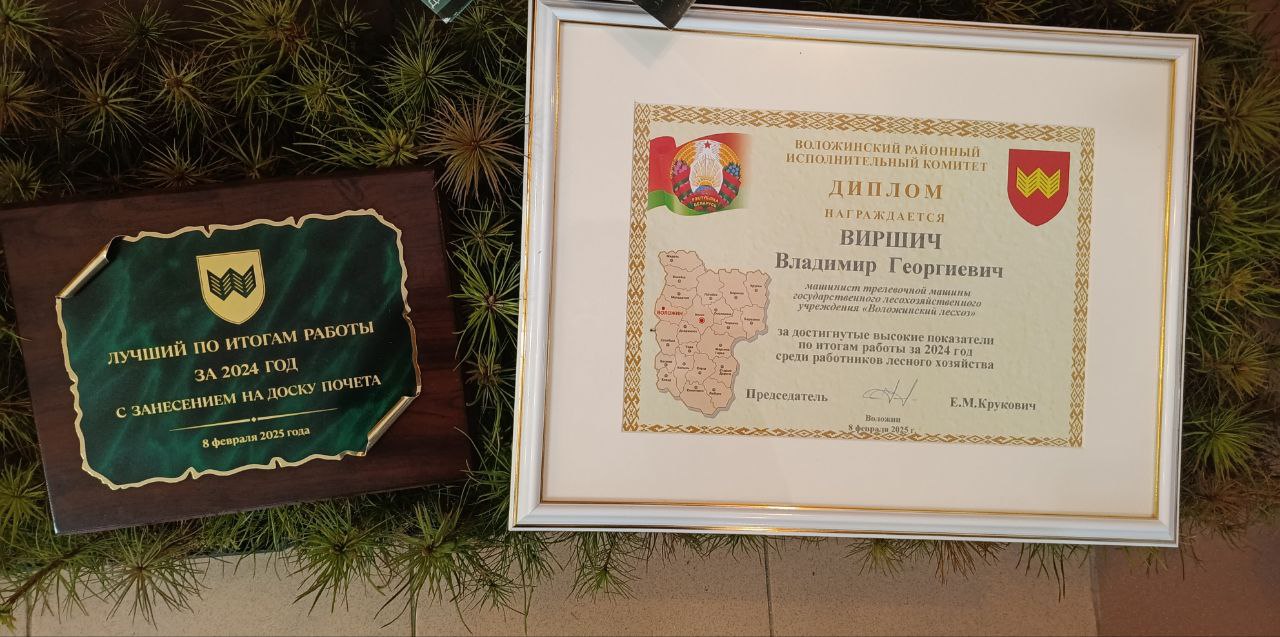 ЛУЧШИЙ ПО ИТОГАМ РАБОТЫ
ЗА 2024 ГОД
С ЗАНЕСЕНИЕМ НА ДОСКУ ПОЧЕТА
8 февраля 2025 года
ВОЛОЖИНСКИЙ РАЙОННЫЙ
ИСПОЛНИТЕЛЬНЫЙ КОМИТЕТ
ДИПЛОМ
НАГРАЖДАЕТСЯ
ВИРШИЧ
Владимир Георгиевич
машинист трелевочной машины
государственного лесохозяйственного
учреждения «Воложинский лесхоз»
за достигнутые высокие показатели
по итогам работы за 2024 год
среди работников лесного хозяйства
ВОЛОЖИН
Председатель
Е.М.Крукович
Воложин
8 февраля 2025 г.